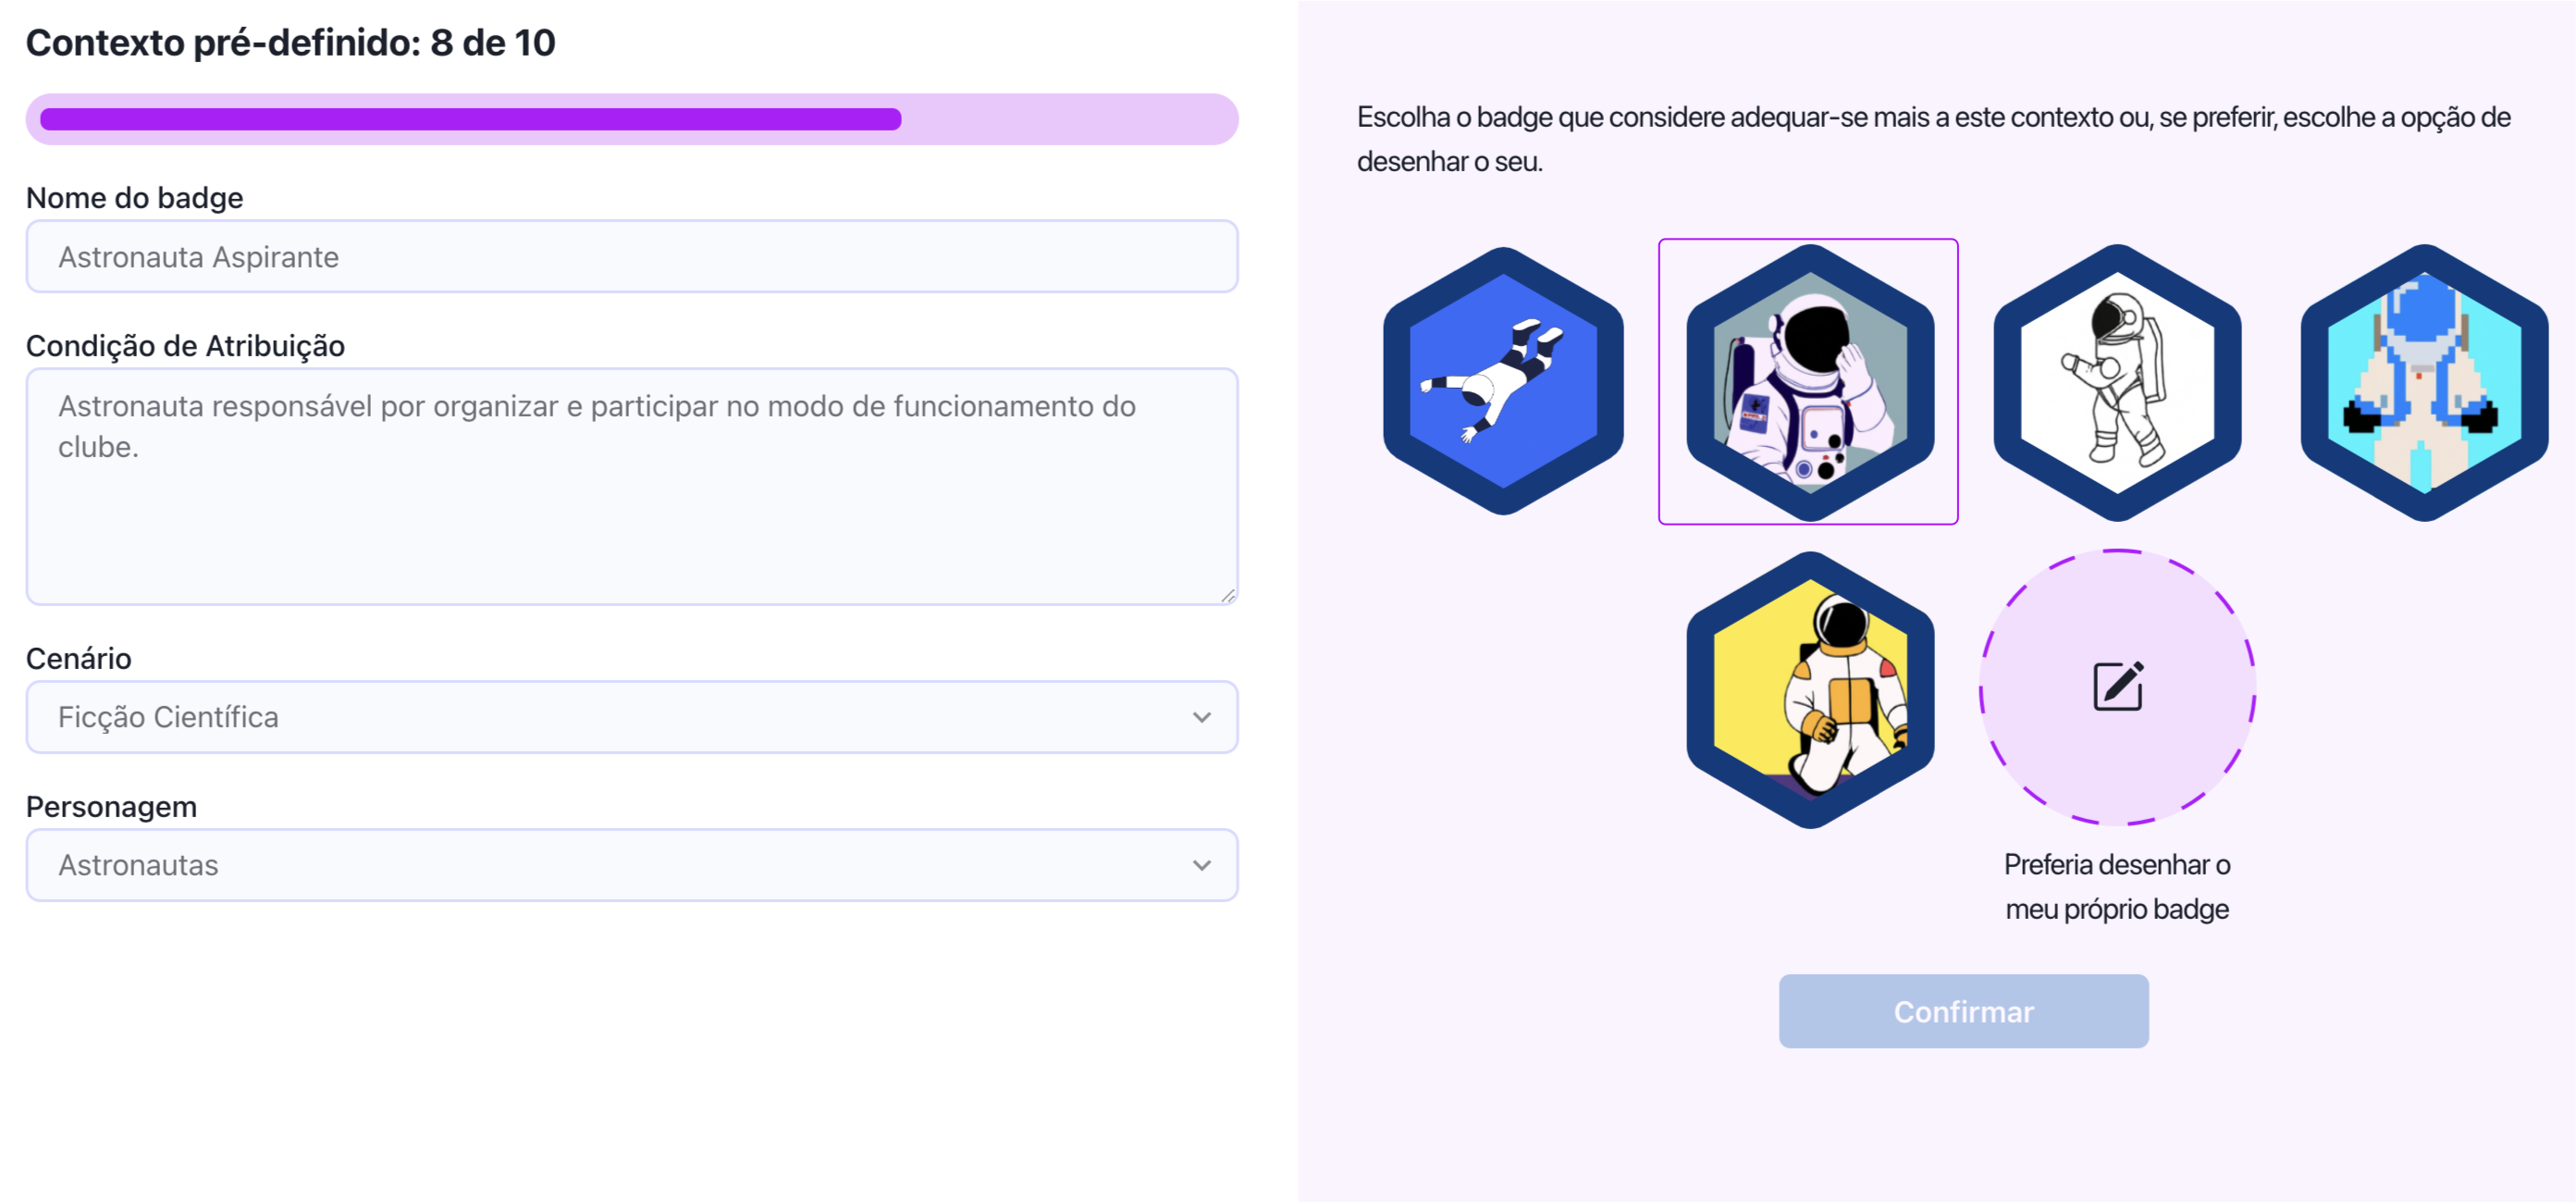 Contexto pré-definido: 8 de 10
Nome do badge
Astronauta Aspirante
Condição de Atribuição
Astronauta responsável por organizar e participar no modo de funcionamento do
clube.
Cenário
Ficção Científica
Personagem
Astronautas
Escolha o badge que considere adequar-se mais a este contexto ou, se preferir, escolhe a opção de
desenhar o seu.
Preferia desenhar o
meu próprio badge
Confirmar